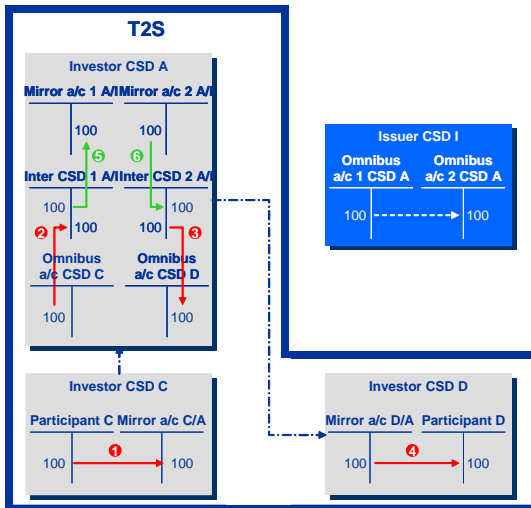 T2S
Investor CSD A
Mirror a/c 1 A/I Mirror a/c 2 A/I
100 100
5 6
Inter CSD 1 A/I Inter CSD 2 A/I
100 100
2 100 100 3
Omnibus a/c CSD C Omnibus a/c CSD D
100 100
Issuer CSD I
Omnibus a/c 1 CSD A Omnibus a/c 2 CSD A
100 100
Investor CSD C
Participant C Mirror a/c C/A
1
100 100
Investor CSD D
Mirror a/c D/A Participant D
4
100 100